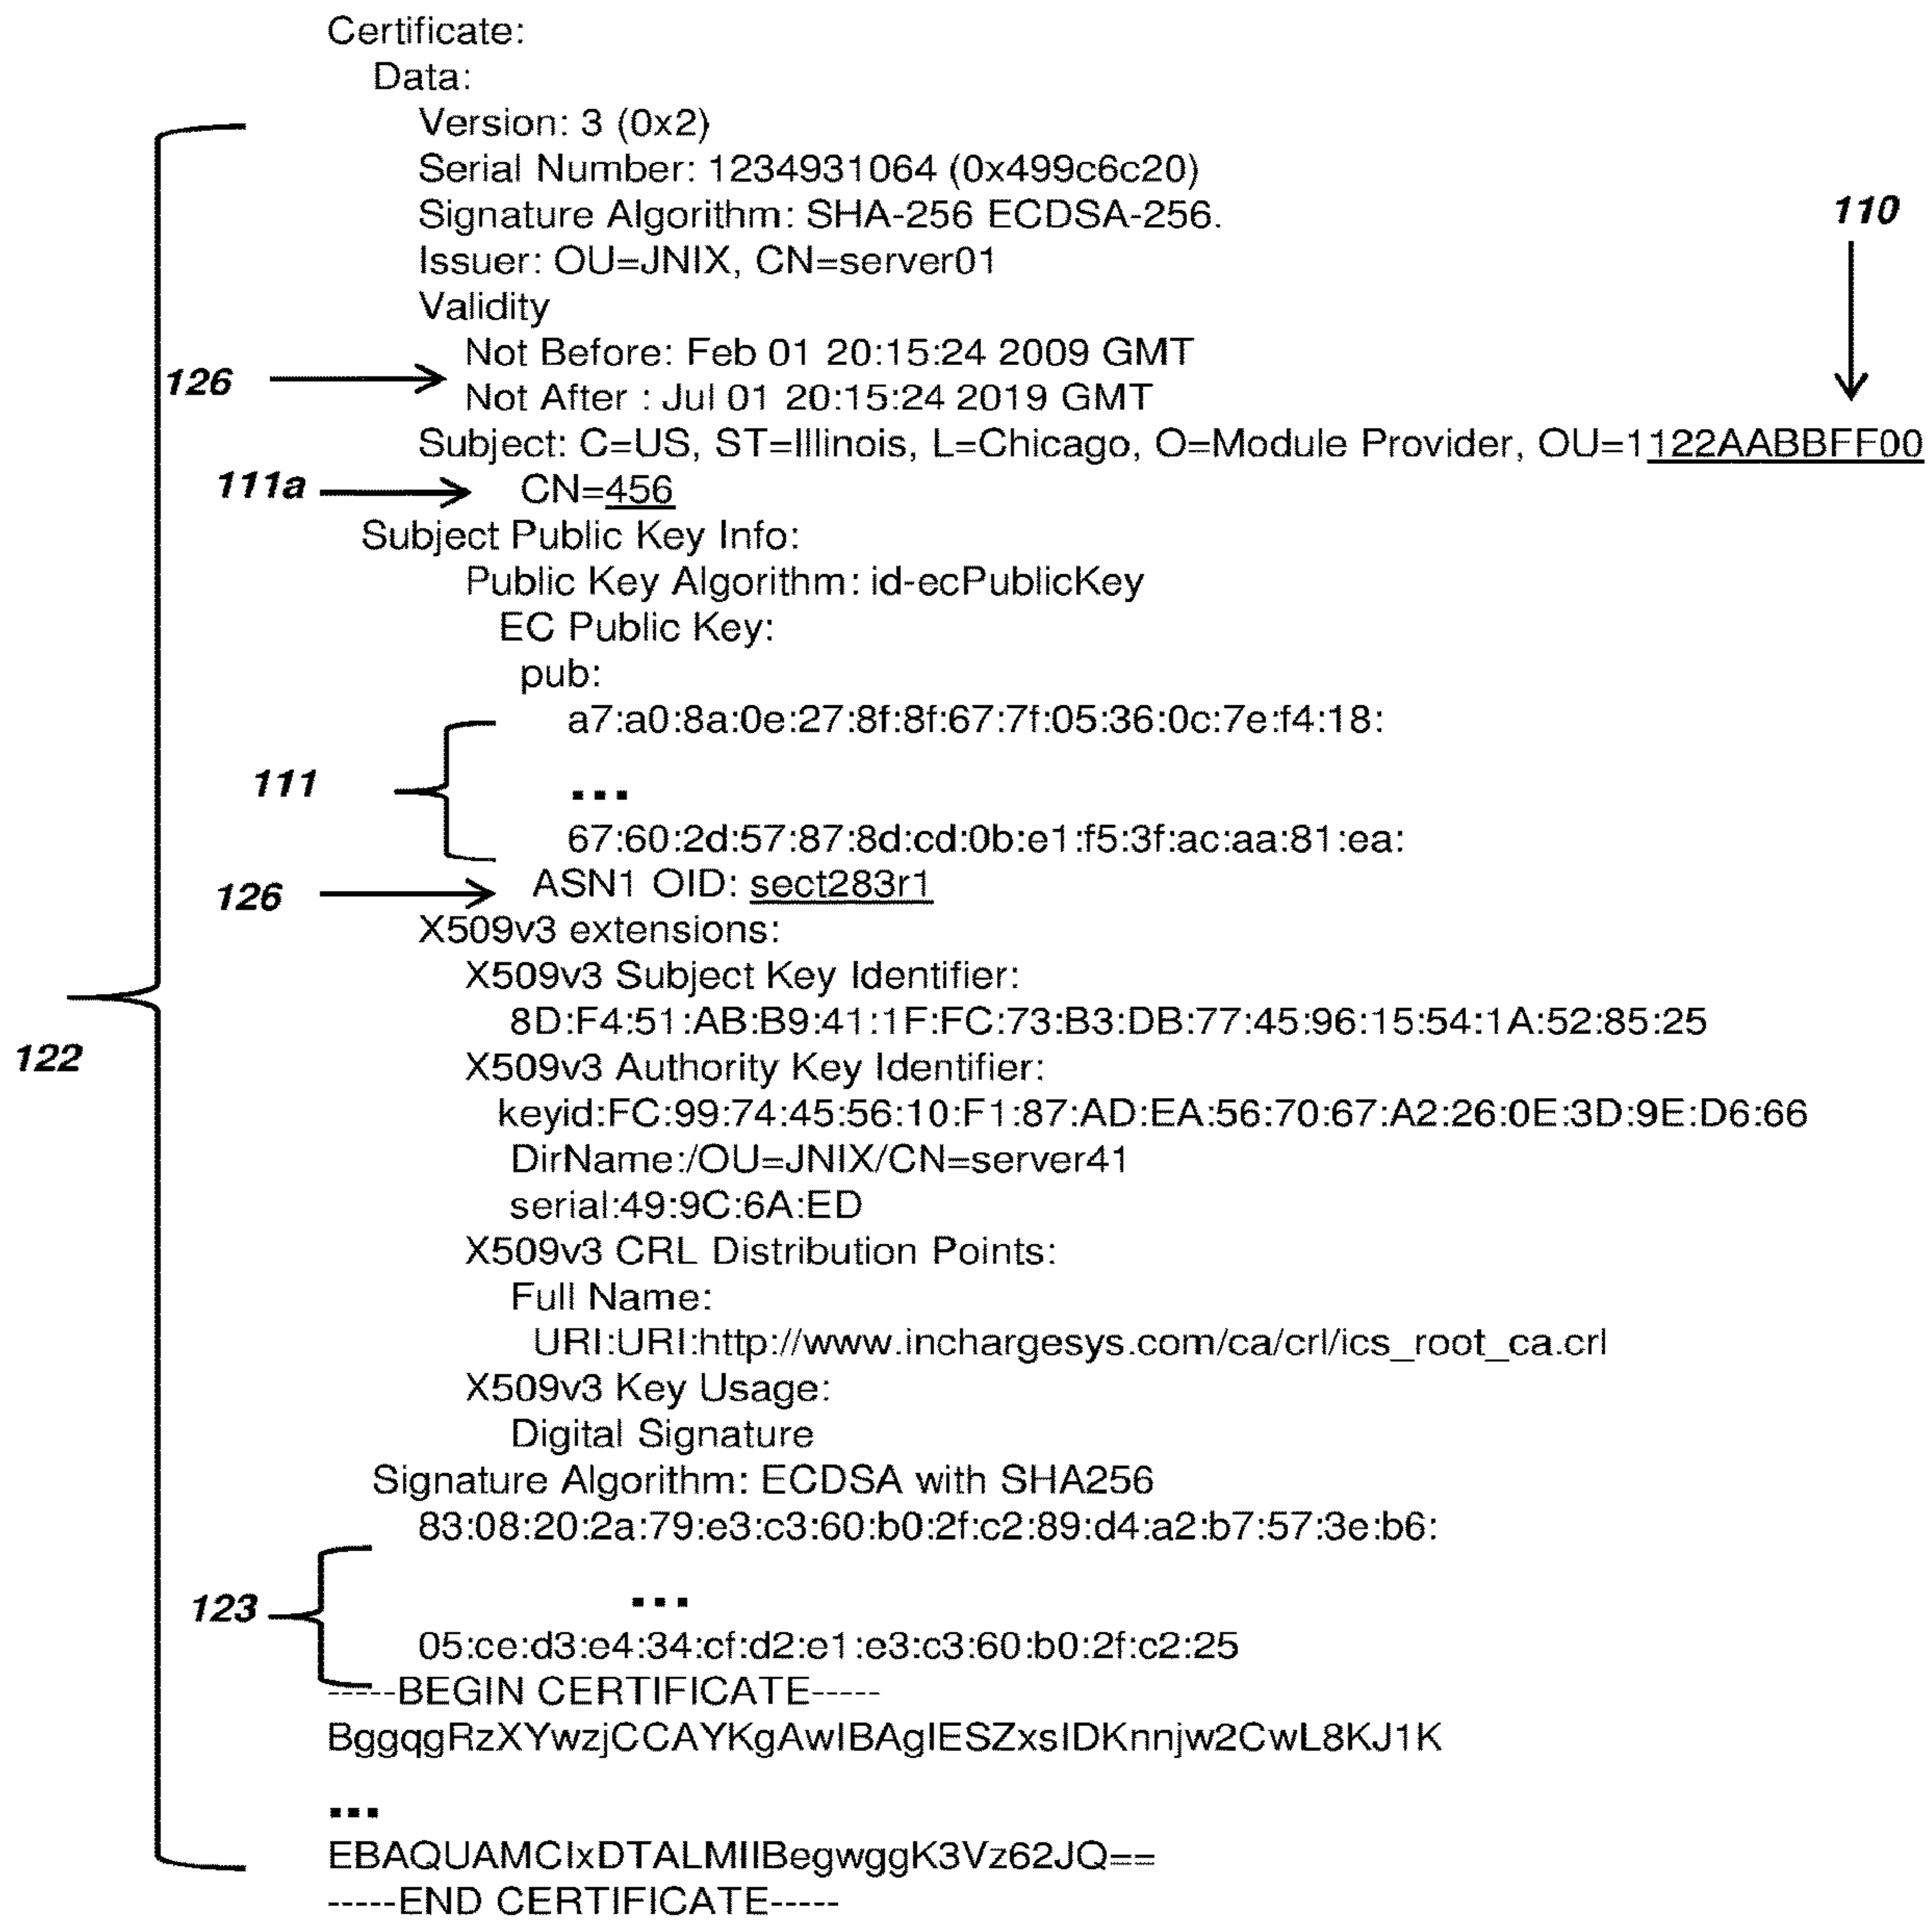 Certificate:
Data:
Version: 3 (0x2)
Serial Number: 1234931064 (0x499c6c20)
Signature Algorithm: SHA-256 ECDSA-256.
110
Issuer: OU=JNIX, CN=server01
Validity
Not Before: Feb 01 20:15:24 2009 GMT
126
Not After : Jul 01 20:15:24 2019 GMT
Subject: C=US, ST=Illinois, L=Chicago, O=Module Provider, OU=1122AABBFF00
111a CN=456
Subject Public Key Info:
Public Key Algorithm: id-ecPublicKey
EC Public Key:
pub:
a7:a0:8a:0e:27:8f:8f:67:7f:05:36:0c:7e:f4:18:
111
...
67:60:2d:57:87:8d:cd:0b:e1:f5:3f:ac:aa:81:ea:
126 ASN1 OID: sect283r1
X509v3 extensions:
X509v3 Subject Key Identifier:
8D:F4:51:AB:B9:41:1F:FC:73:B3:DB:77:45:96:15:54:1A:52:85:25
122
X509v3 Authority Key Identifier:
keyid:FC:99:74:45:56:10:F1:87:AD:EA:56:70:67:A2:26:0E:3D:9E:D6:66
DirName:/OU=JNIX/CN=server41
serial:49:9C:6A:ED
X509v3 CRL Distribution Points:
Full Name:
URI:URI:http://www.inchargesys.com/ca/crl/ics_root_ca.crl
X509v3 Key Usage:
Digital Signature
Signature Algorithm: ECDSA with SHA256
83:08:20:2a:79:e3:c3:60:b0:2f:c2:89:d4:a2:b7:57:3e:b6:
123
...
05:ce:d3:e4:34:cf:d2:e1:e3:c3:60:b0:2f:c2:25
-----BEGIN CERTIFICATE-----
BggqgRzXYwzjCCAYKgAwIBAgIESZxsIDKnnjw2CwL8KJ1K
...
EBAQUAMCIxDTALMIIBegwggK3Vz62JQ==
-----END CERTIFICATE-----